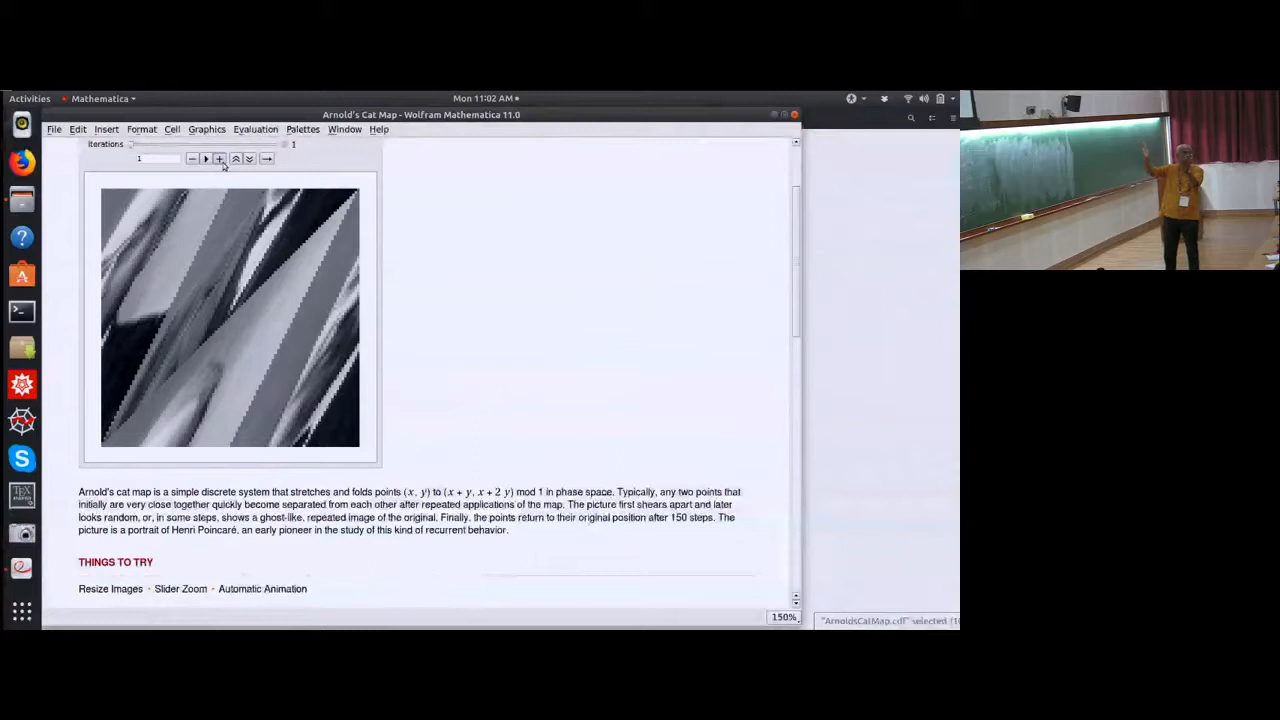 Activities Mathematica Mon 11:02 AM
Arnold's Cat Map - Wolfram Mathematica 11.0
File Edit Insert Format Cell Graphics Evaluation Palettes Window Help
Iterations 1
1
Arnold's cat map is a simple discrete system that stretches and folds points (x, y) to (x + y, x + 2 y) mod 1 in phase space. Typically, any two points that
initially are very close together quickly become separated from each other after repeated applications of the map. The picture first shears apart and later
looks random, or, in some steps, shows a ghost-like, repeated image of the original. Finally, the points return to their original position after 150 steps. The
picture is a portrait of Henri Poincaré, an early pioneer in the study of this kind of recurrent behavior.
THINGS TO TRY
Resize Images Slider Zoom Automatic Animation
150%
"ArnoldsCatMap.cdf" selected